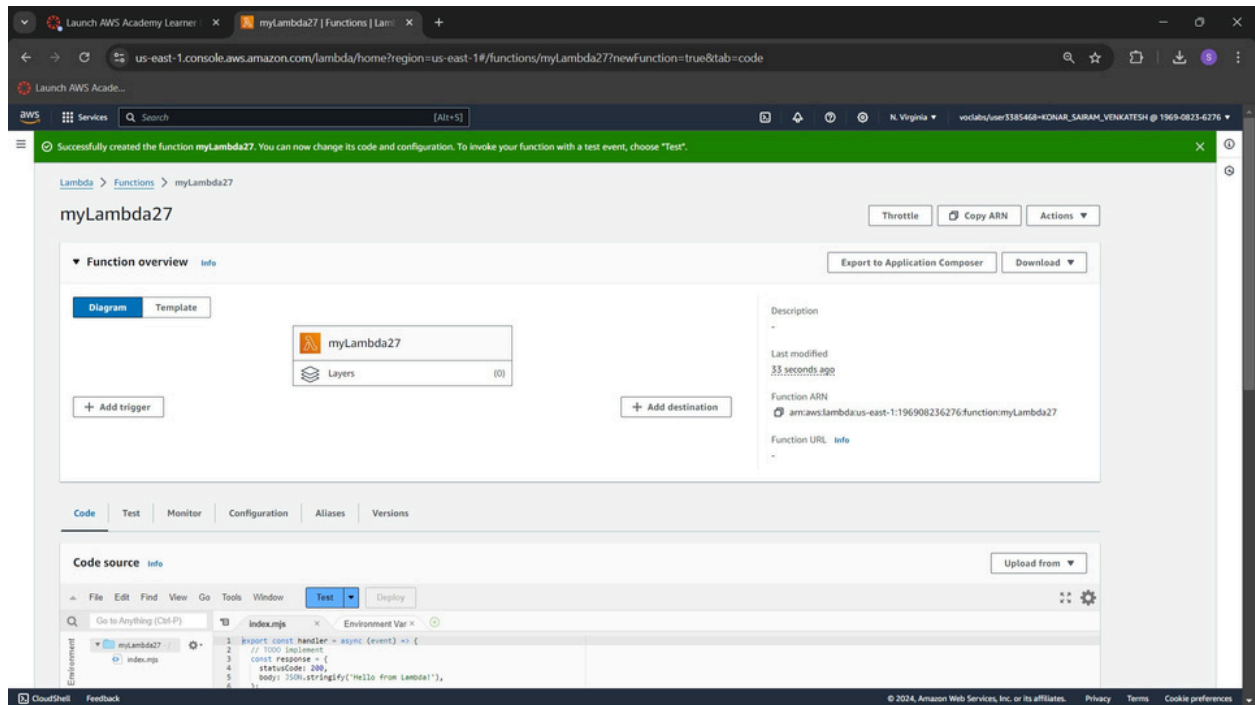 Launch AWS Academy Learner
myLambda27 | Functions | Lam
us-east-1.console.aws.amazon.com/lambda/home?region=us-east-1#/functions/myLambda27?newFunction=true&tab=code
S
Launch AWS Acade...
aws
Services
Search [Alt+S]
N. Virginia
voclabs/user3385468=KONAR_SAIRAM_VENKATESH @ 1969-0823-6276
Successfully created the function myLambda27. You can now change its code and configuration. To invoke your function with a test event, choose "Test".
Lambda > Functions > myLambda27
myLambda27
Throttle
Copy ARN
Actions
Function overview Info
Export to Application Composer
Download
Diagram
Template
myLambda27
Layers (0)
+ Add trigger
+ Add destination
Description
-
Last modified
33 seconds ago
Function ARN
arn:aws:lambda:us-east-1:196908236276:function:myLambda27
Function URL Info
-
Code Test Monitor Configuration Aliases Versions
Code source Info
Upload from
File Edit Find View Go Tools Window
Test
Deploy
Go to Anything (Ctrl-P)
index.mjs ×
Environment Var ×
Environment
myLambda27 - /
index.mjs
1 export const handler = async (event) => {
2 // TODO implement
3 const response = {
4 statusCode: 200,
5 body: JSON.stringify('Hello from Lambda!'),
6 };
CloudShell Feedback
© 2024, Amazon Web Services, Inc. or its affiliates. Privacy Terms Cookie preferences